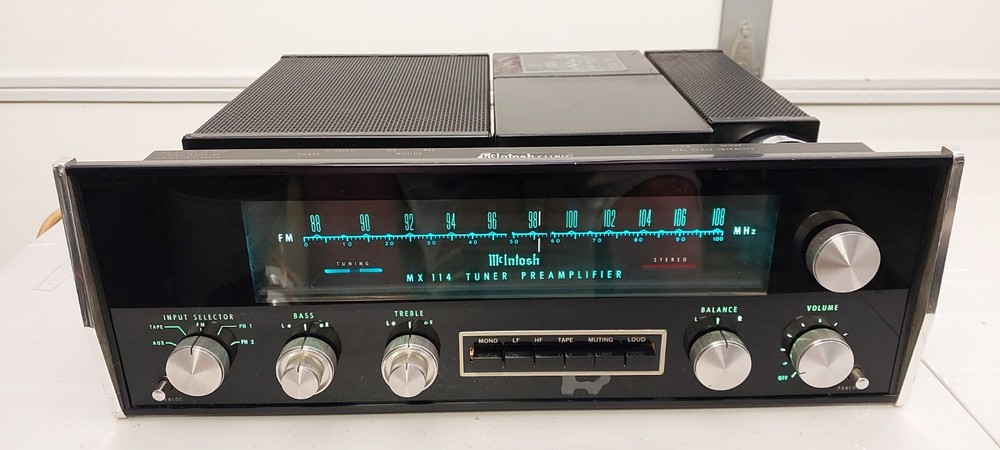 McIntosh CLINIC
88 90 92 94 96 98 100 102 104 106 108
FM MHz
0 10 20 30 40 50 60 70 80 90 100
TUNING McIntosh STEREO
MX 114 TUNER PREAMPLIFIER
INPUT SELECTOR BASS TREBLE BALANCE VOLUME
TAPE FM PH 1 L R L R L R
AUX PH 2
MONO LF HF TAPE MUTING LOUD
OFF